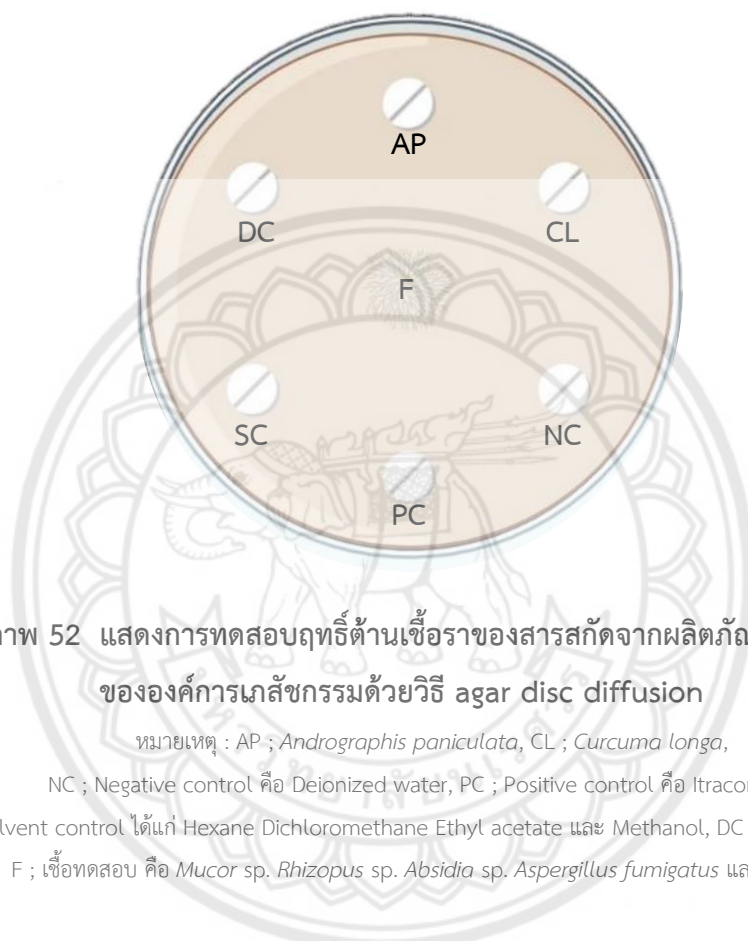 AP
DC CL
F
SC NC
PC
าพ 52 แสดงการทดสอบฤทธิ์ต้านเชื้อราของสารสกัดจากผลิตภัณ
ขององค์การเภสัชกรรมด้วยวิธี agar disc diffusion
หมายเหตุ : AP ; Andrographis paniculata, CL ; Curcuma longa,
NC ; Negative control คือ Deionized water, PC ; Positive control คือ Itracor
lvent control ได้แก่ Hexane Dichloromethane Ethyl acetate และ Methanol, DC
F ; เชื้อทดสอบ คือ Mucor sp. Rhizopus sp. Absidia sp. Aspergillus fumigatus และ